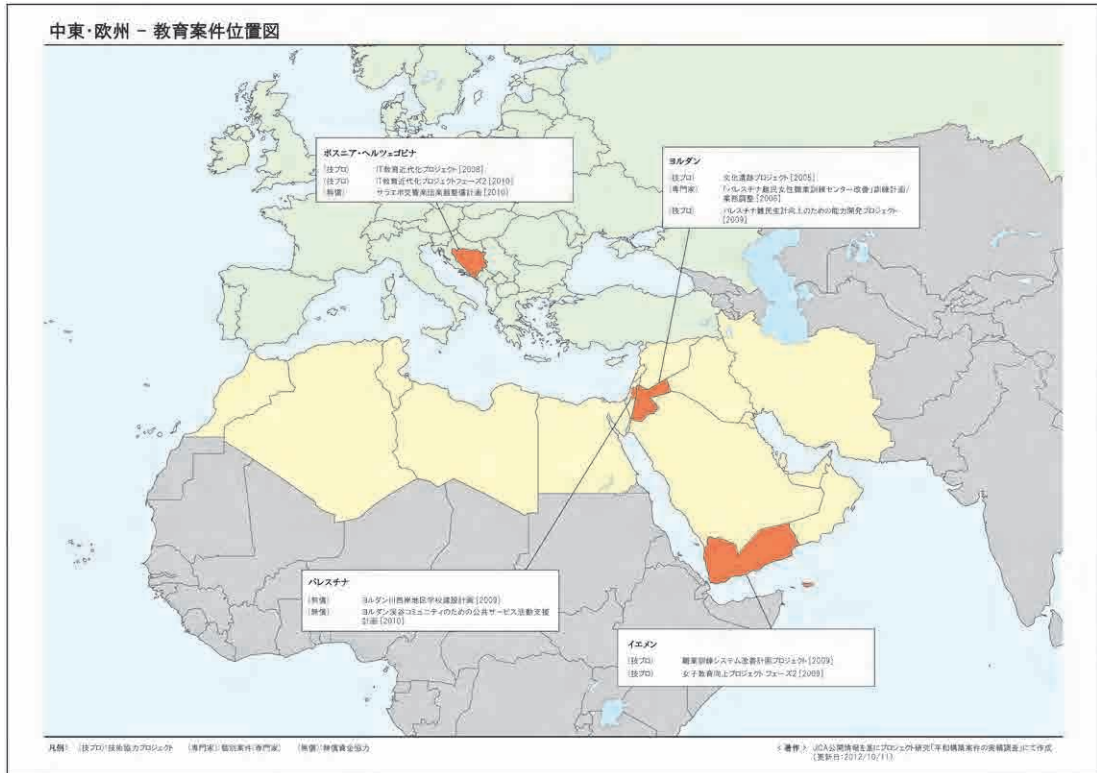 中東・欧州 － 教育案件位置図
ボスニア・ヘルツェゴビナ
(技プロ) IT教育近代化プロジェクト [2008]
(技プロ) IT教育近代化プロジェクトフェーズ2 [2010]
(無償) サラエボ交響楽団楽器整備計画 [2010]
ヨルダン
(技プロ) 文化遺跡プロジェクト [2005]
(専門家) 「パレスチナ難民女性職業訓練センター改善」訓練計画/
業務調整 [2006]
(技プロ) パレスチナ難民生計向上のための能力開発プロジェクト
[2009]
パレスチナ
(無償) ヨルダン川西岸地区学校建設計画 [2009]
(無償) ヨルダン渓谷コミュニティのための公共サービス活動支援
計画 [2010]
イエメン
(技プロ) 職業訓練システム改善計画プロジェクト [2009]
(技プロ) 女子教育向上プロジェクト フェーズ2
凡例: (技プロ):技術協力プロジェクト (専門家):個別案件(専門家) (無償):無償資金協力
< 著作 > JICA公開情報を基にプロジェクト研究「平和構築案件の実績調査」にて作成
(更新日:2012/10/11)